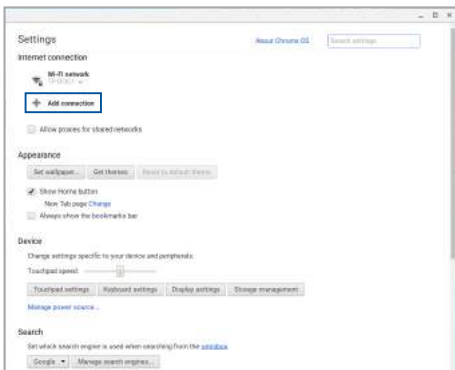 Settings
About Chrome OS
Search settings
Internet connection
Wi-Fi network
Add connection
Allow proxies for shared networks
Appearance
Set wallpaper...
Get themes
Reset to default theme
Show Home button
New Tab page Change
Always show the bookmarks bar
Device
Change settings specific to your device and peripherals.
Touchpad speed:
Touchpad settings
Keyboard settings
Display settings
Storage management
Manage power source...
Search
Set which search engine is used when searching from the omnibox.
Google
Manage search engines...